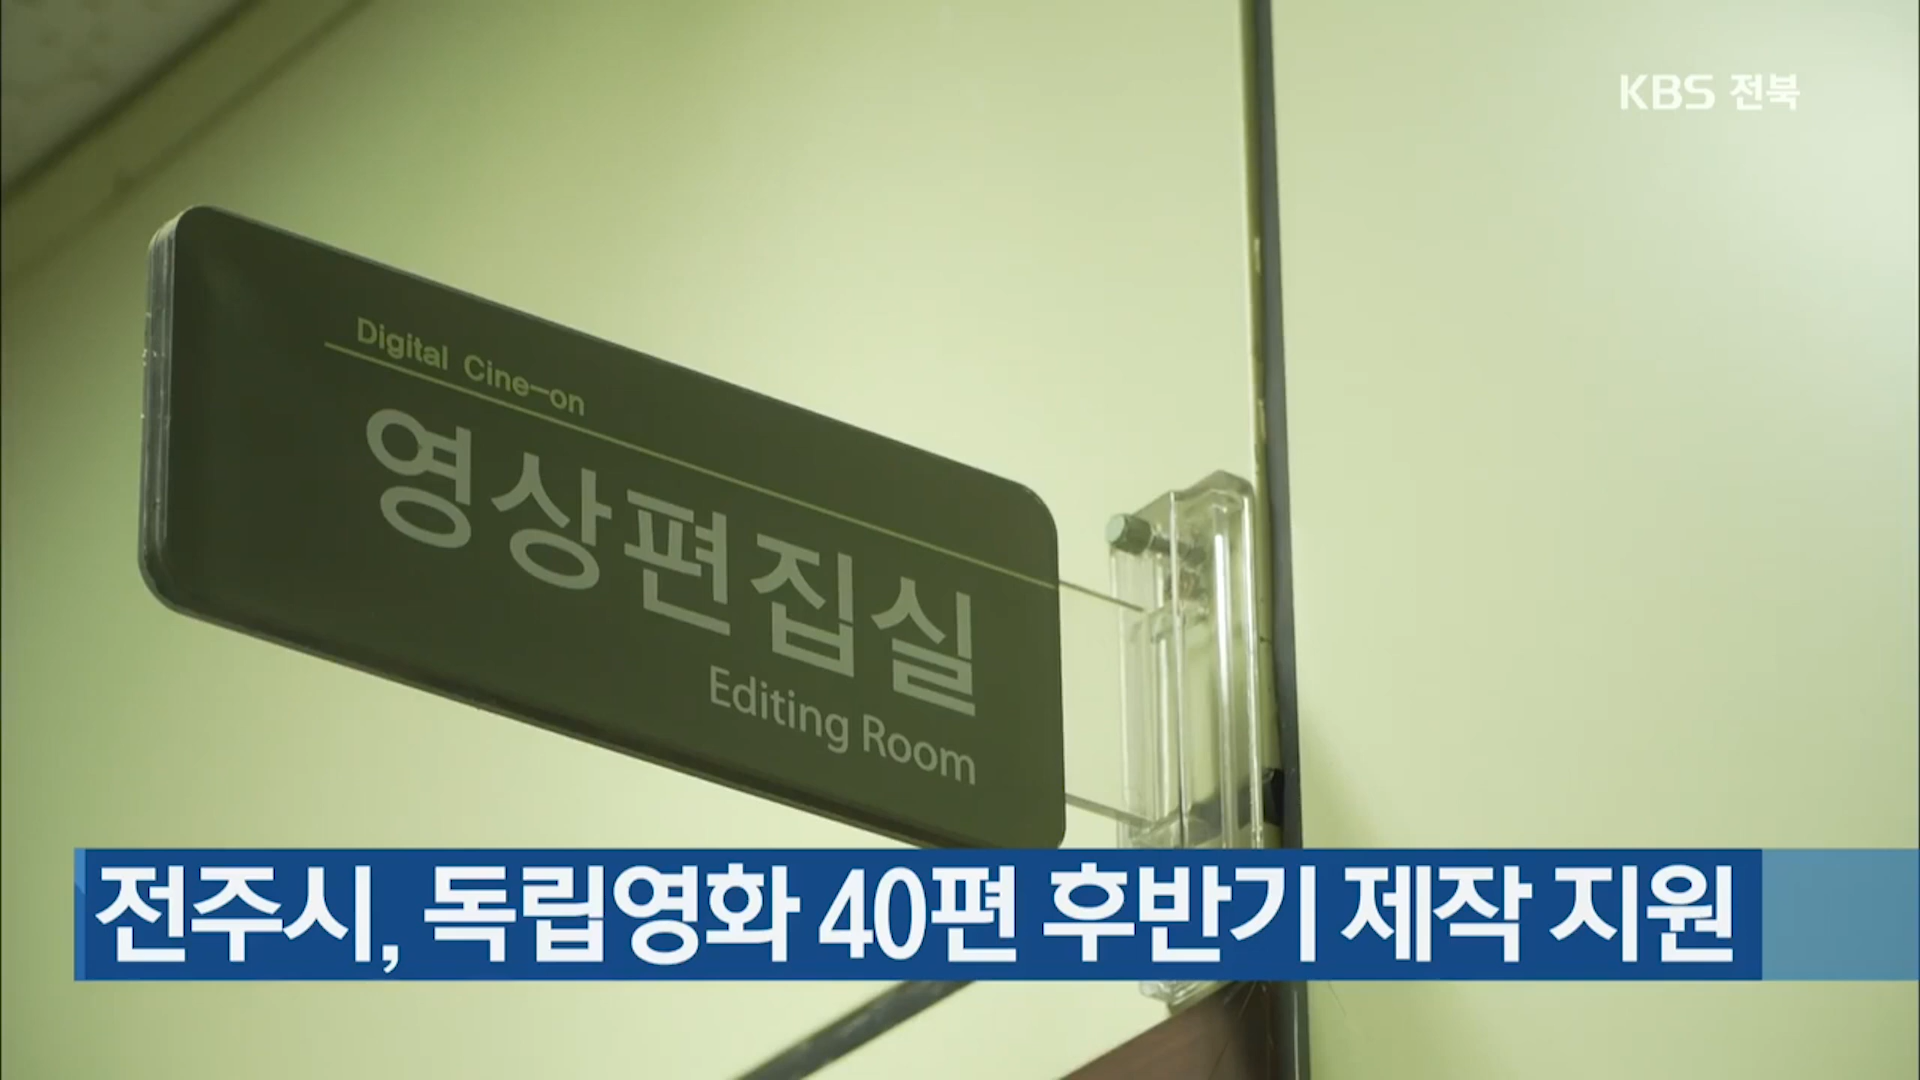 KBS 전북
Digital Cine-on
영상편집실
Editing Room
전주시, 독립영화 40편 후반기 제작 지원